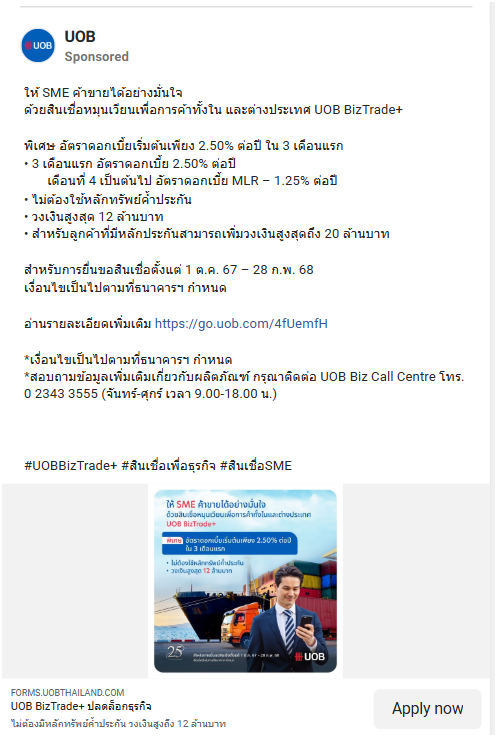 UOB
UOB
Sponsored
ให้ SME ค้าขายได้อย่างมั่นใจ
ด้วยสินเชื่อหมุนเวียนเพื่อการค้าทั้งใน และต่างประเทศ UOB BizTrade+
พิเศษ อัตราดอกเบี้ยเริ่มต้นเพียง 2.50% ต่อปี ใน 3 เดือนแรก
• 3 เดือนแรก อัตราดอกเบี้ย 2.50% ต่อปี
เดือนที่ 4 เป็นต้นไป อัตราดอกเบี้ย MLR – 1.25% ต่อปี
• ไม่ต้องใช้หลักทรัพย์ค้ำประกัน
• วงเงินสูงสุด 12 ล้านบาท
• สำหรับลูกค้าที่มีหลักประกันสามารถเพิ่มวงเงินสูงสุดถึง 20 ล้านบาท
สำหรับการยื่นขอสินเชื่อตั้งแต่ 1 ต.ค. 67 – 28 ก.พ. 68
เงื่อนไขเป็นไปตามที่ธนาคารฯ กำหนด
อ่านรายละเอียดเพิ่มเติม https://go.uob.com/4fUemfH
*เงื่อนไขเป็นไปตามที่ธนาคารฯ กำหนด
*สอบถามข้อมูลเพิ่มเติมเกี่ยวกับผลิตภัณฑ์ กรุณาติดต่อ UOB Biz Call Centre โทร.
0 2343 3555 (จันทร์-ศุกร์ เวลา 9.00-18.00 น.)
#UOBBizTrade+ #สินเชื่อเพื่อธุรกิจ #สินเชื่อSME
ให้ SME ค้าขายได้อย่างมั่นใจ
ด้วยสินเชื่อหมุนเวียนเพื่อการค้าทั้งในและต่างประเทศ
UOB BizTrade+
พิเศษ อัตราดอกเบี้ยเริ่มต้นเพียง 2.50% ต่อปี
ใน 3 เดือนแรก
• ไม่ต้องใช้หลักทรัพย์ค้ำประกัน
• วงเงินสูงสุด 12 ล้านบาท
25
UOB
FORMS.UOBTHAILAND.COM
UOB BizTrade+ ปลดล็อกธุรกิจ
ไม่ต้องมีหลักทรัพย์ค้ำประกัน วงเงินสูงถึง 12 ล้านบาท
Apply now